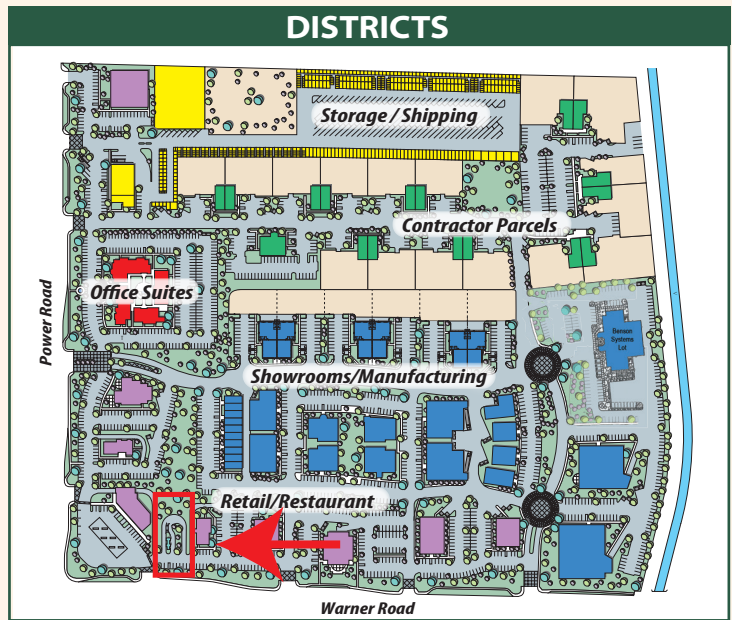 DISTRICTS
Storage / Shipping
Contractor Parcels
Office Suites
Power Road
Benson
Systems
Lot
Showrooms/Manufacturing
Retail/Restaurant
Warner Road